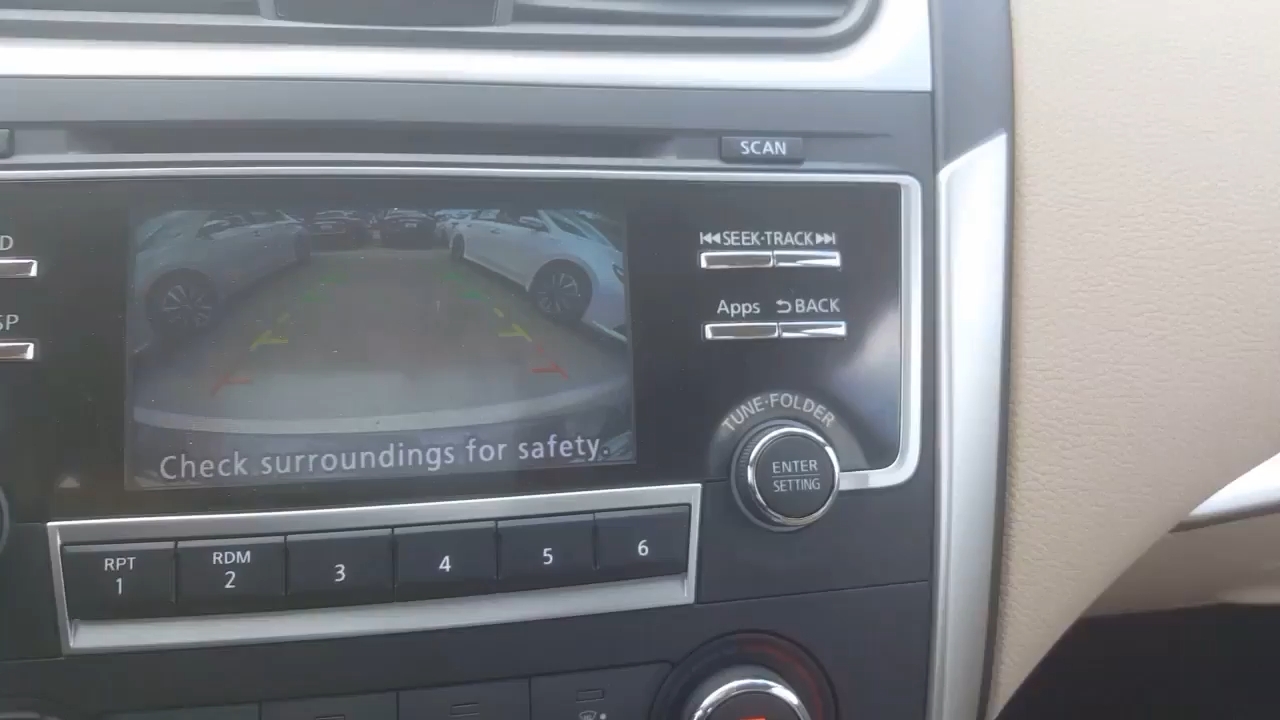 SCAN
D
SEEK·TRACK
SP
Apps
BACK
TUNE·FOLDER
ENTER
SETTING
Check surroundings for safety.
RPT
1
RDM
2
3
4
5
6